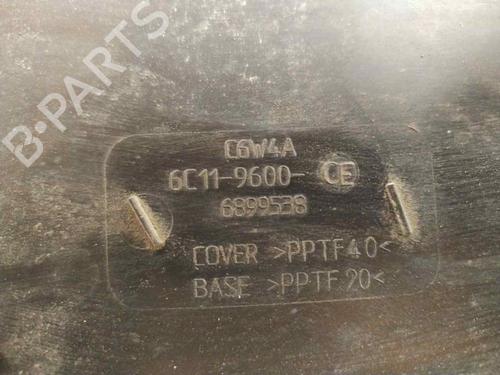 B-PARTS
C6W4A
6C11-9600- CE
6899538
COVER >PPTF40<
BASE >PPTF20<